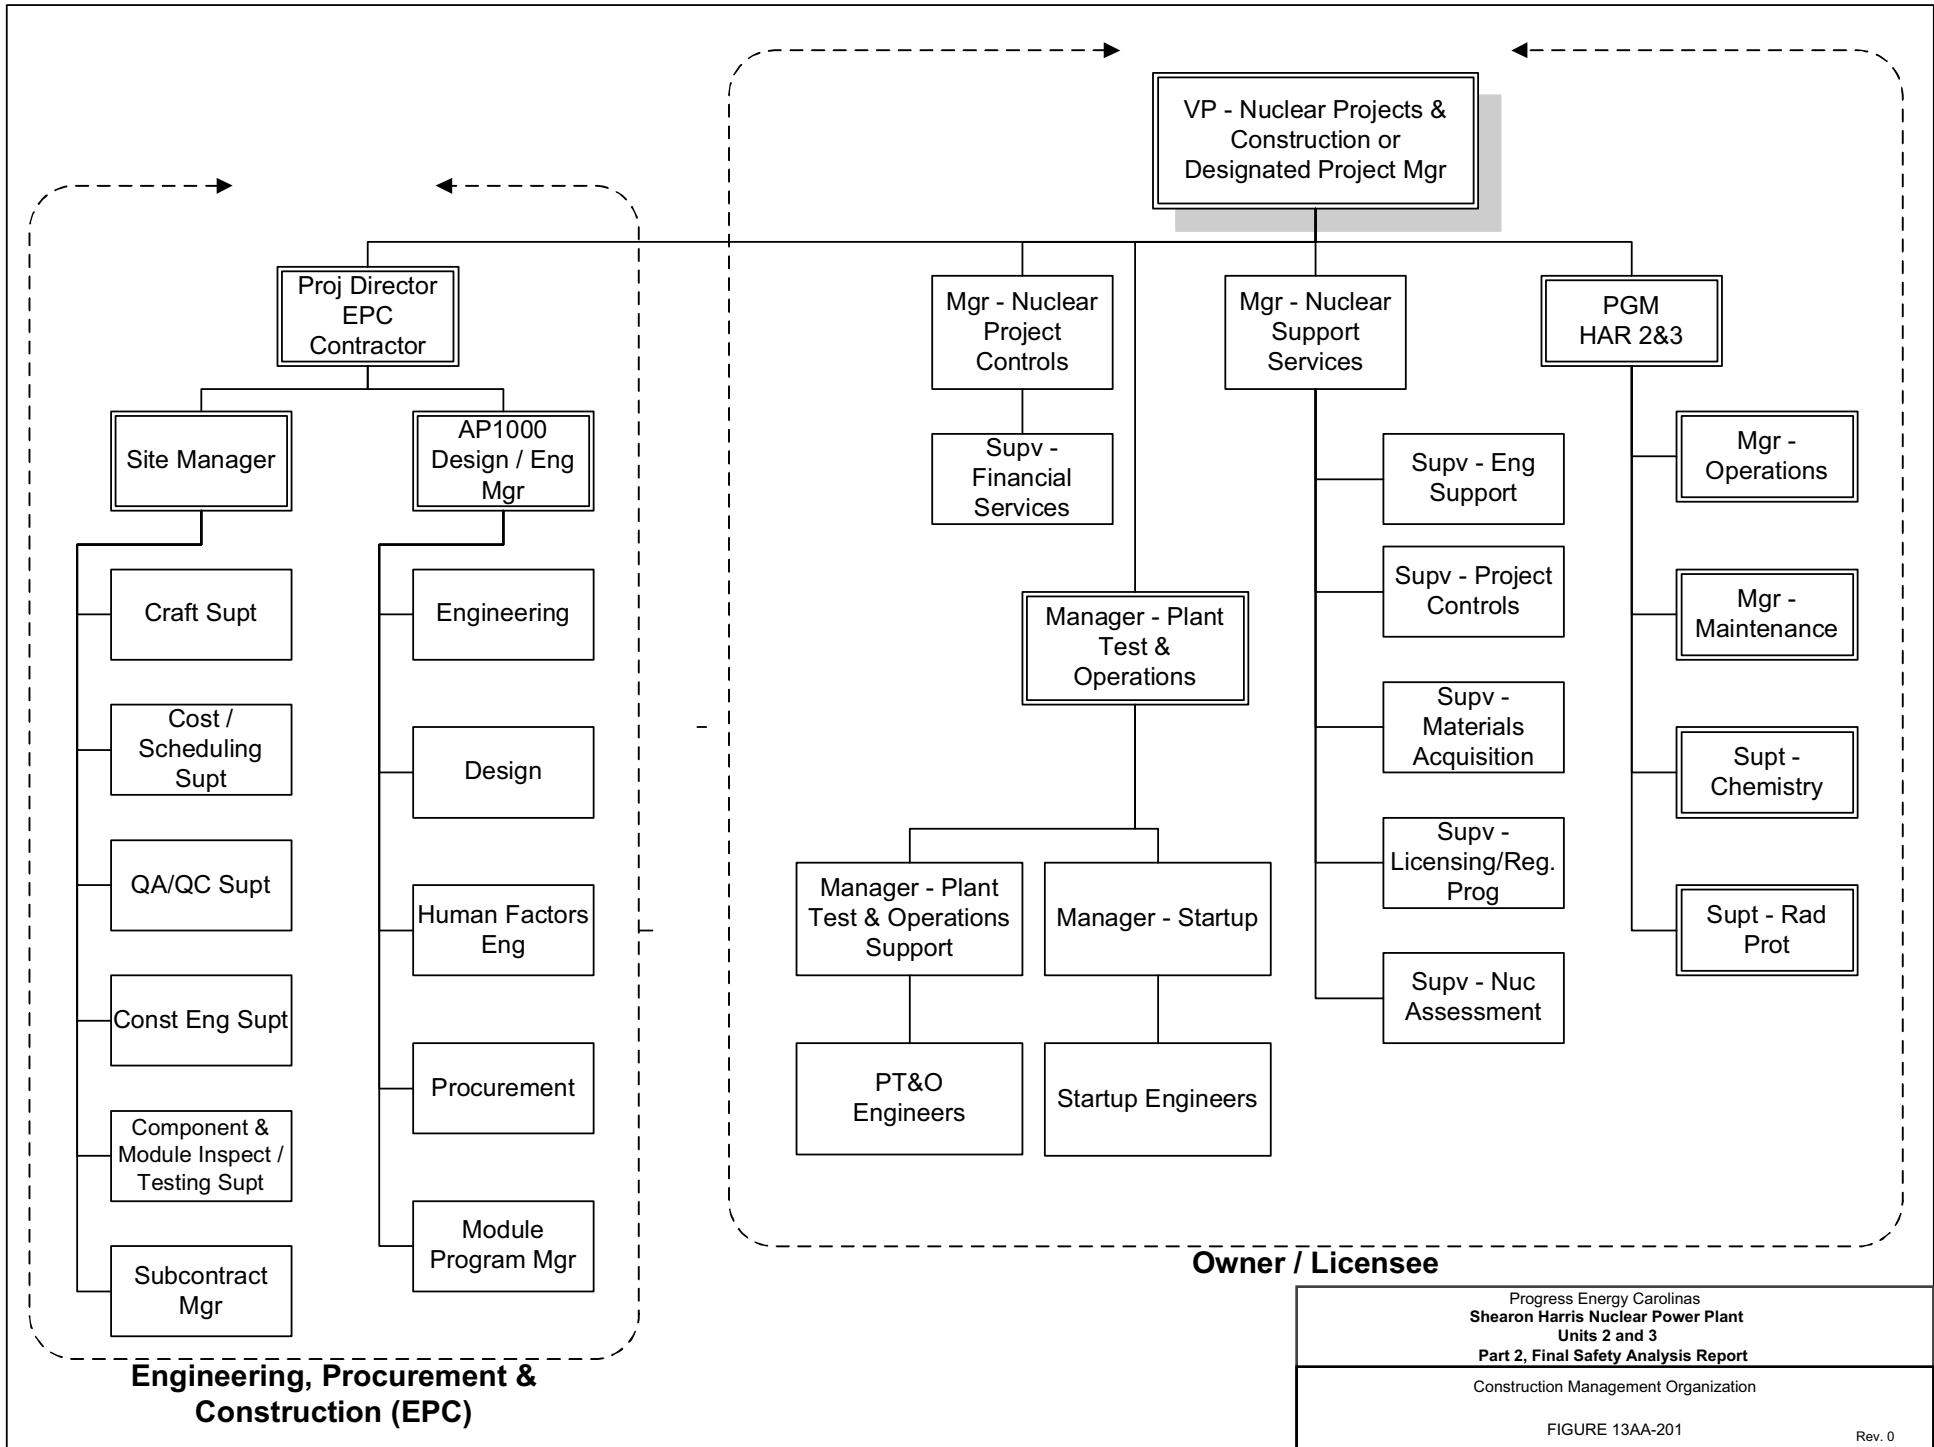 VP - Nuclear Projects &
Construction or
Designated Project Mgr
Proj Director
EPC
Contractor
Mgr - Nuclear
Project
Controls
Mgr - Nuclear
Support
Services
PGM
HAR 2&3
Site Manager
AP1000
Design / Eng
Mgr
Supv -
Financial
Services
Supv - Eng
Support
Mgr -
Operations
Craft Supt
Engineering
Manager - Plant
Test &
Operations
Supv - Project
Controls
Mgr -
Maintenance
Cost /
Scheduling
Supt
Design
Supv -
Materials
Acquisition
Supt -
Chemistry
QA/QC Supt
Human Factors
Eng
Manager - Plant
Test & Operations
Support
Manager - Startup
Supv -
Licensing/Reg.
Prog
Supt - Rad
Prot
Const Eng Supt
Procurement
PT&O
Engineers
Startup Engineers
Supv - Nuc
Assessment
Component &
Module Inspect /
Testing Supt
Module
Program Mgr
Subcontract
Mgr
Owner / Licensee
Engineering, Procurement &
Construction (EPC)
Progress Energy Carolinas
Shearon Harris Nuclear Power Plant
Units 2 and 3
Part 2, Final Safety Analysis Report
Construction Management Organization
FIGURE 13AA-201
Rev. 0